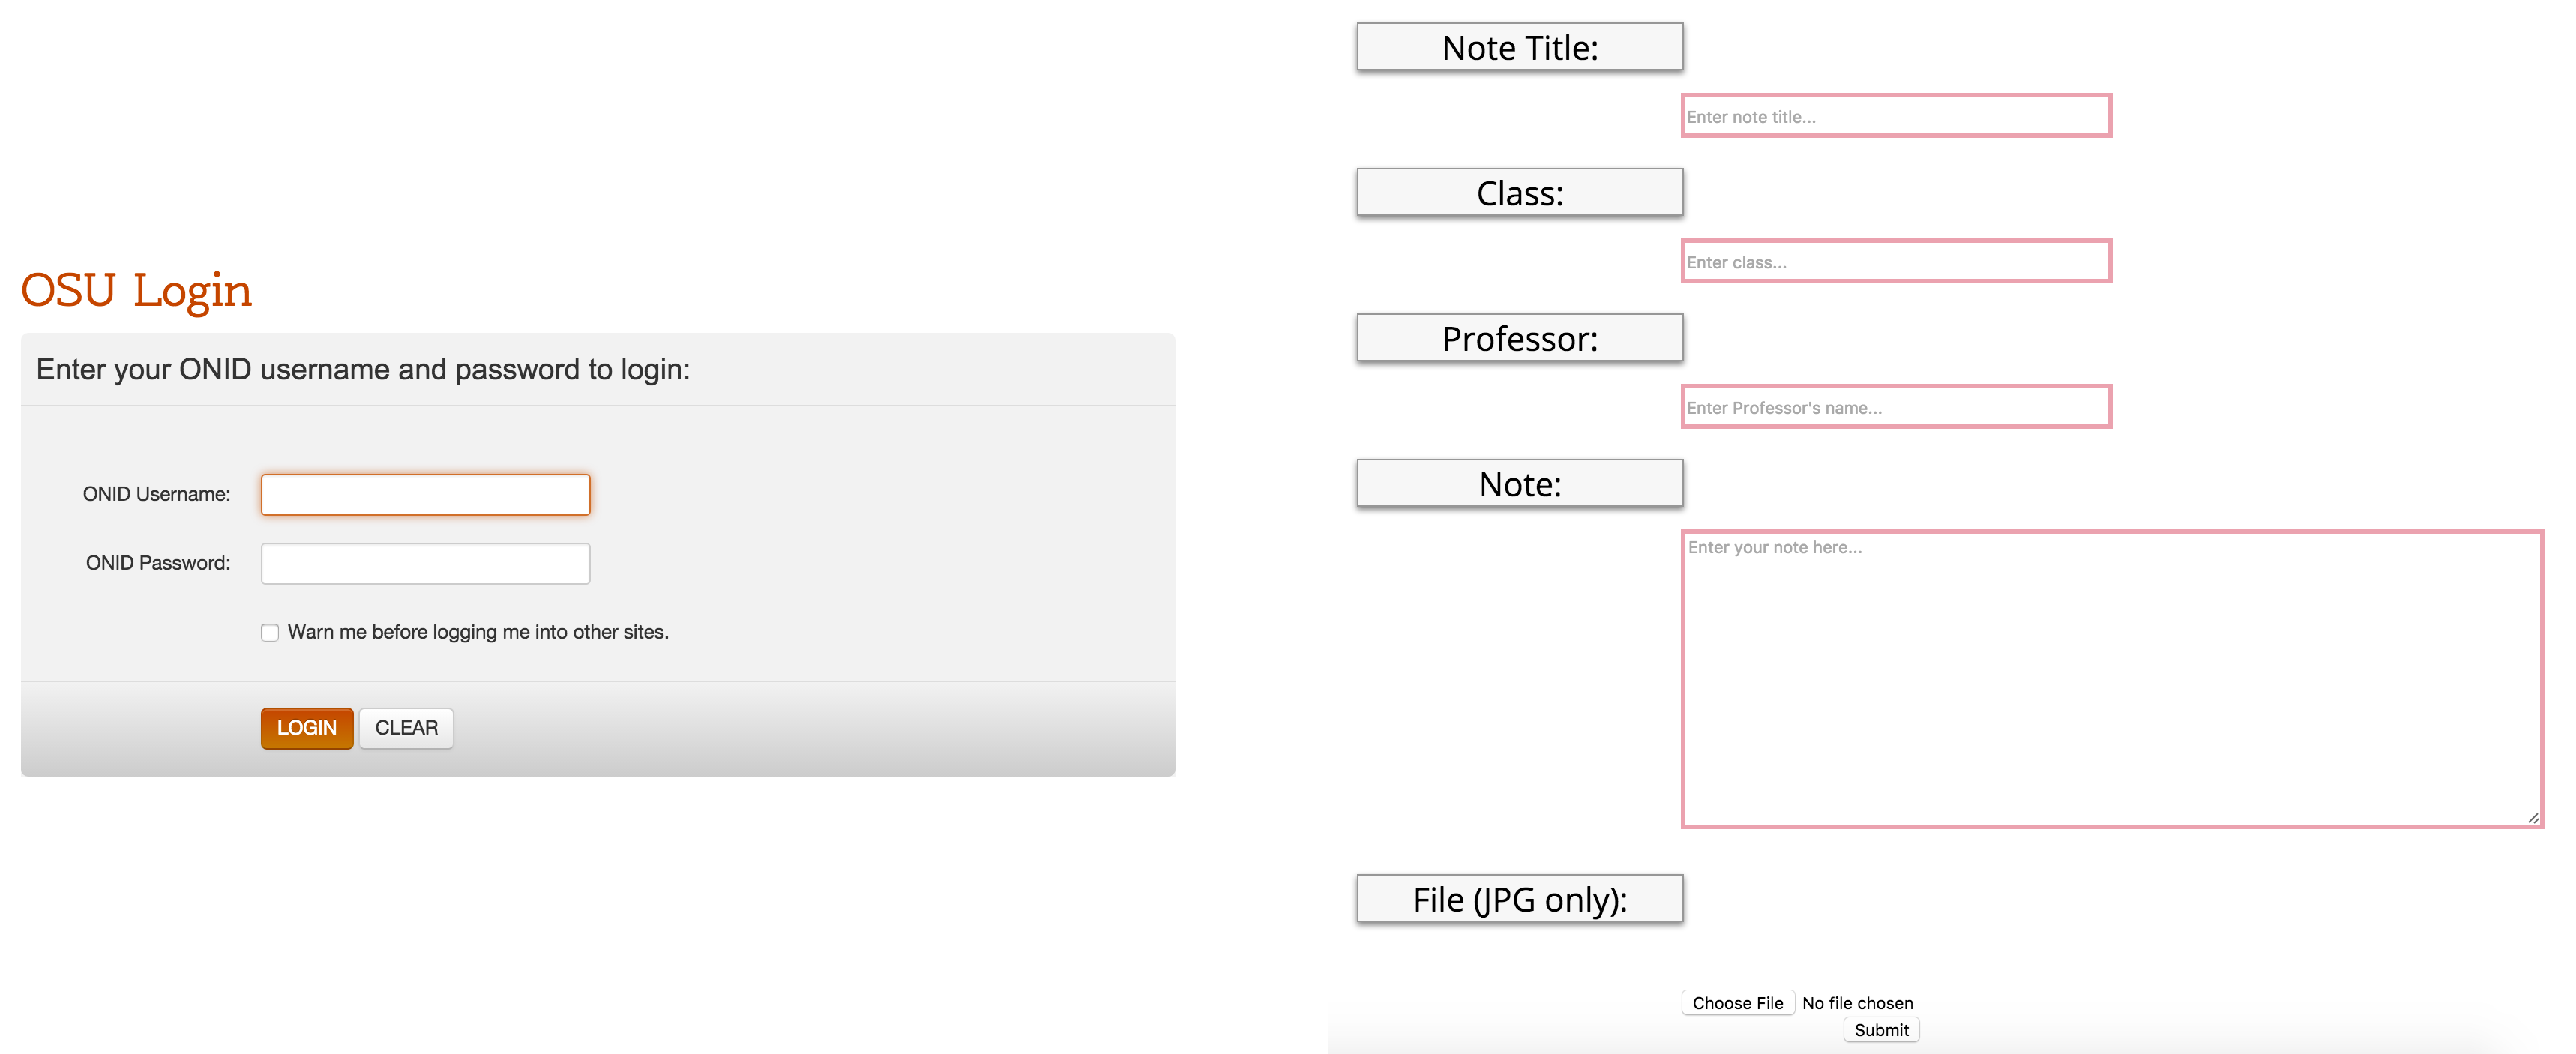 OSU Login
Enter your ONID username and password to login:
ONID Username:
ONID Password:
Warn me before logging me into other sites.
LOGIN CLEAR
Note Title:
Enter note title...
Class:
Enter class...
Professor:
Enter Professor's name...
Note:
Enter your note here...
File (JPG only):
Choose File No file chosen
Submit